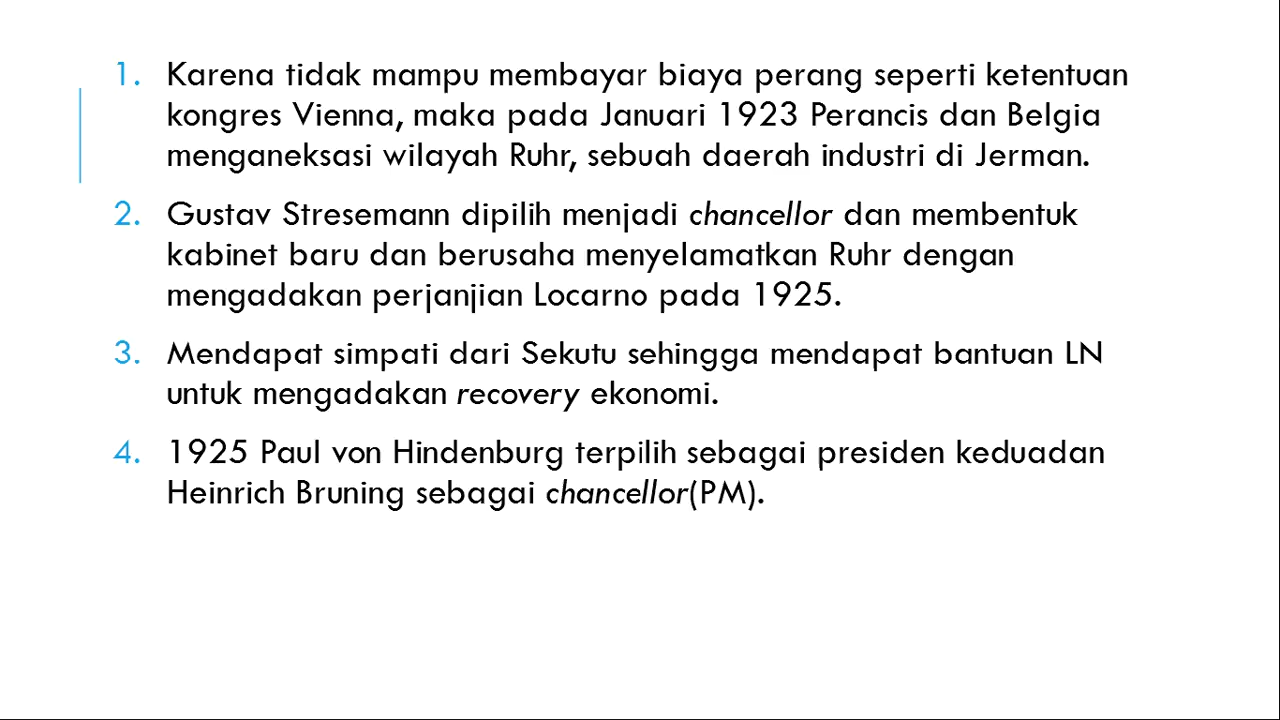 1. Karena tidak mampu membayar biaya perang seperti ketentuan
kongres Vienna, maka pada Januari 1923 Perancis dan Belgia
menganeksasi wilayah Ruhr, sebuah daerah industri di Jerman.
2. Gustav Stresemann dipilih menjadi chancellor dan membentuk
kabinet baru dan berusaha menyelamatkan Ruhr dengan
mengadakan perjanjian Locarno pada 1925.
3. Mendapat simpati dari Sekutu sehingga mendapat bantuan LN
untuk mengadakan recovery ekonomi.
4. 1925 Paul von Hindenburg terpilih sebagai presiden keduadan
Heinrich Bruning sebagai chancellor(PM).